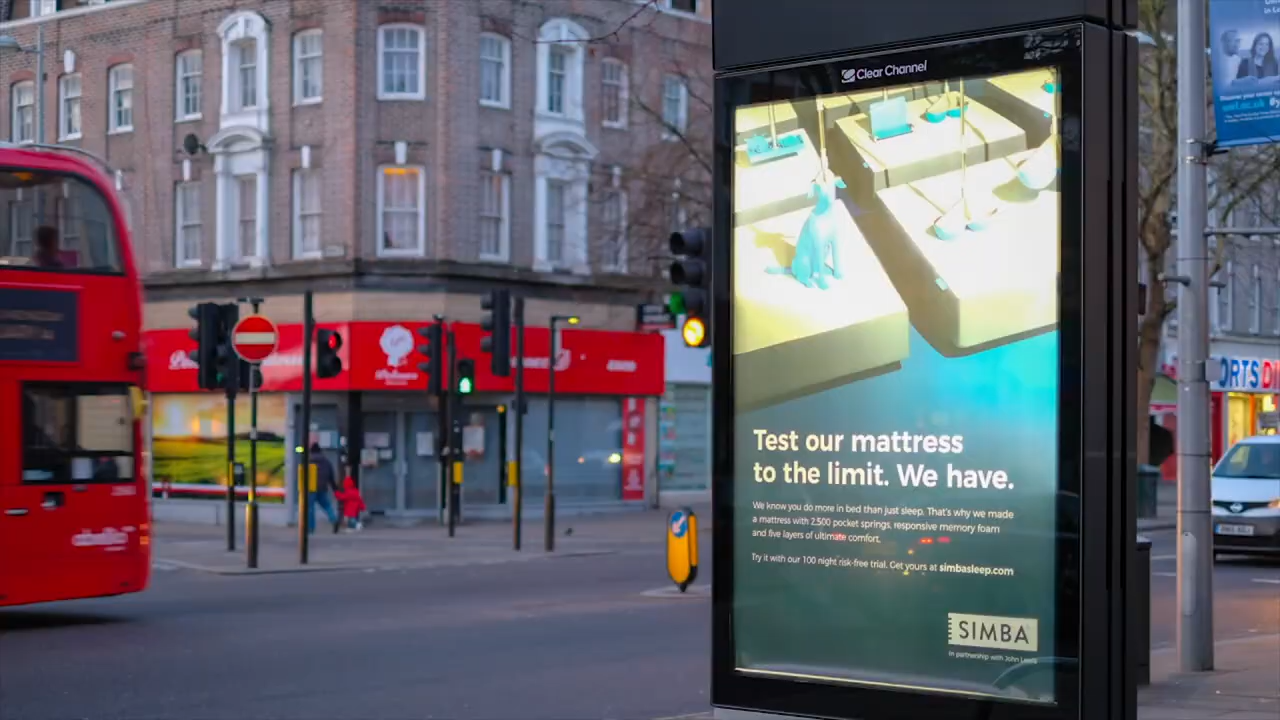 Clear Channel
Test our mattress
to the limit. We have.
We know you do more in bed than just sleep. That's why we made
a mattress with 2,500 pocket springs, responsive memory foam
and five layers of ultimate comfort.
Try it with our 100 night risk-free trial. Get yours at simbasleep.com
SIMBA
In partnership with John Lewis
ORTS DI